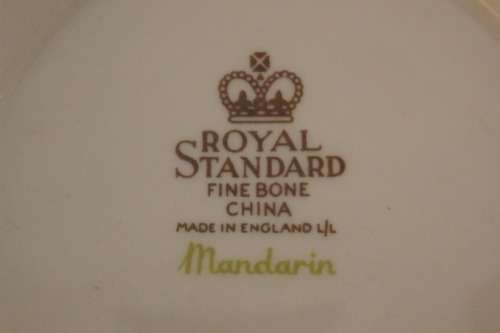 ROYAL
STANDARD
FINE BONE
CHINA
MADE IN ENGLAND L/L
Mandarin